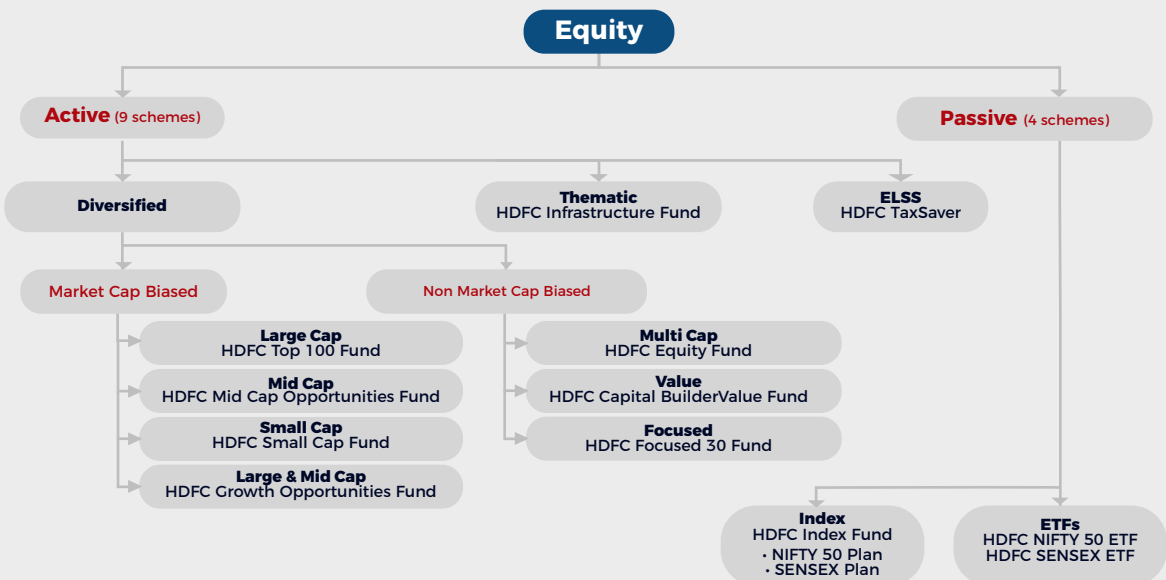 Equity
Active (9 schemes)
Passive (4 schemes)
Diversified
Thematic
HDFC Infrastructure Fund
ELSS
HDFC TaxSaver
Market Cap Biased
Non Market Cap Biased
Large Cap
HDFC Top 100 Fund
Mid Cap
HDFC Mid Cap Opportunities Fund
Small Cap
HDFC Small Cap Fund
Large & Mid Cap
HDFC Growth Opportunities Fund
Multi Cap
HDFC Equity Fund
Value
HDFC Capital BuilderValue Fund
Focused
HDFC Focused 30 Fund
Index
HDFC Index Fund
• NIFTY 50 Plan
• SENSEX Plan
ETFs
HDFC NIFTY 50 ETF
HDFC SENSEX ETF